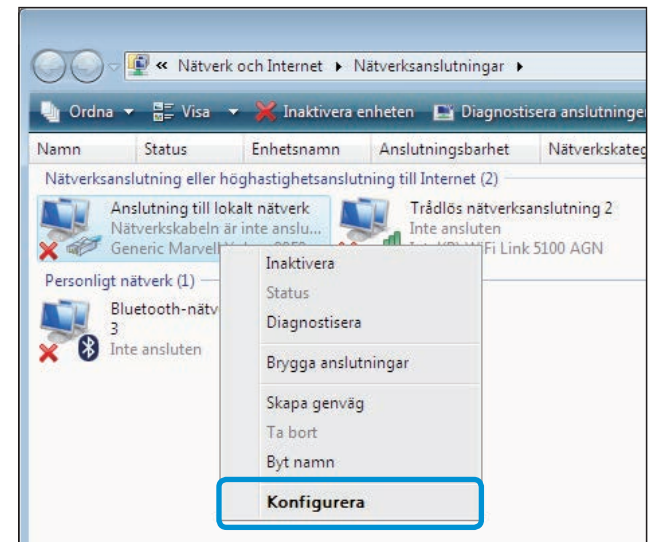 « Nätverk och Internet ▸ Nätverksanslutningar ▸
Ordna Visa Inaktivera enheten Diagnostisera anslutningen
Namn Status Enhetsnamn Anslutningsbarhet Nätverkskateg
Nätverksanslutning eller höghastighetsanslutning till Internet (2)
Anslutning till lokalt nätverk
Nätverkskabeln är inte anslu...
Generic Marvell
Trådlös nätverksanslutning 2
Inte ansluten
WiFi Link 5100 AGN
Personligt nätverk (1)
Bluetooth-nätv
3
Inte ansluten
Inaktivera
Status
Diagnostisera
Brygga anslutningar
Skapa genväg
Ta bort
Byt namn
Konfigurera